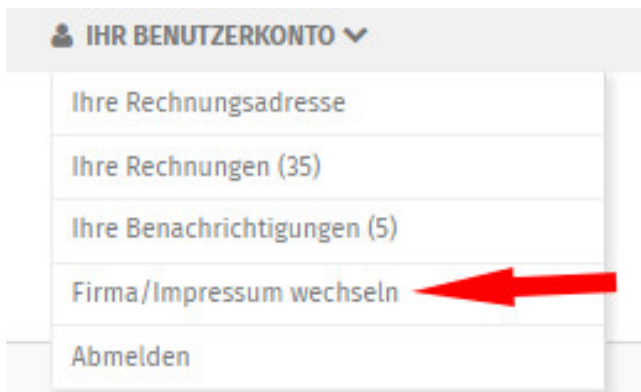 IHR BENUTZERKONTO
Ihre Rechnungsadresse
Ihre Rechnungen (35)
Ihre Benachrichtigungen (5)
Firma/Impressum wechseln
Abmelden